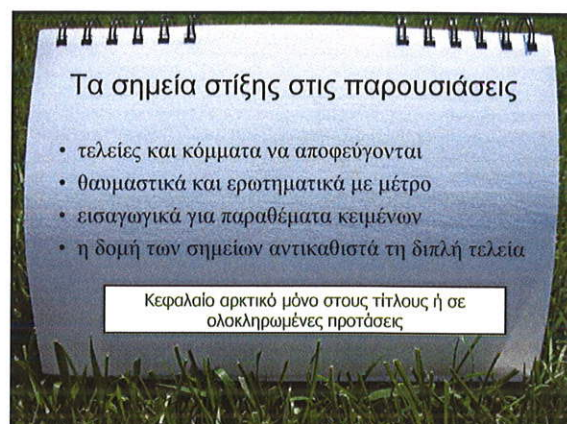 Τα σημεία στίξης στις παρουσιάσεις
• τελείες και κόμματα να αποφεύγονται
• θαυμαστικά και ερωτηματικά με μέτρο
• εισαγωγικά για παραθέματα κειμένων
• η δομή των σημείων αντικαθιστά τη διπλή τελεία
Κεφαλαίο αρκτικό μόνο στους τίτλους ή σε
ολοκληρωμένες προτάσεις